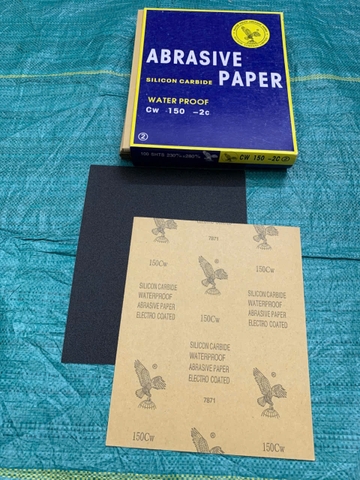 ABRASIVE
SILICON CARBIDE PAPER
WATER PROOF
CW 150 -2C
②
CW 150 -2C ②
7871
150Cw
150Cw
SILICON CARBIDE
WATERPROOF
ABRASIVE PAPER
ELECTRO COATED
SILICON CARBIDE
WATERPROOF
ABRASIVE PAPER
ELECTRO COATED
150Cw
SILICON CARBIDE
WATERPROOF
ABRASIVE PAPER
ELECTRO COATED
7871
150Cw
150Cw